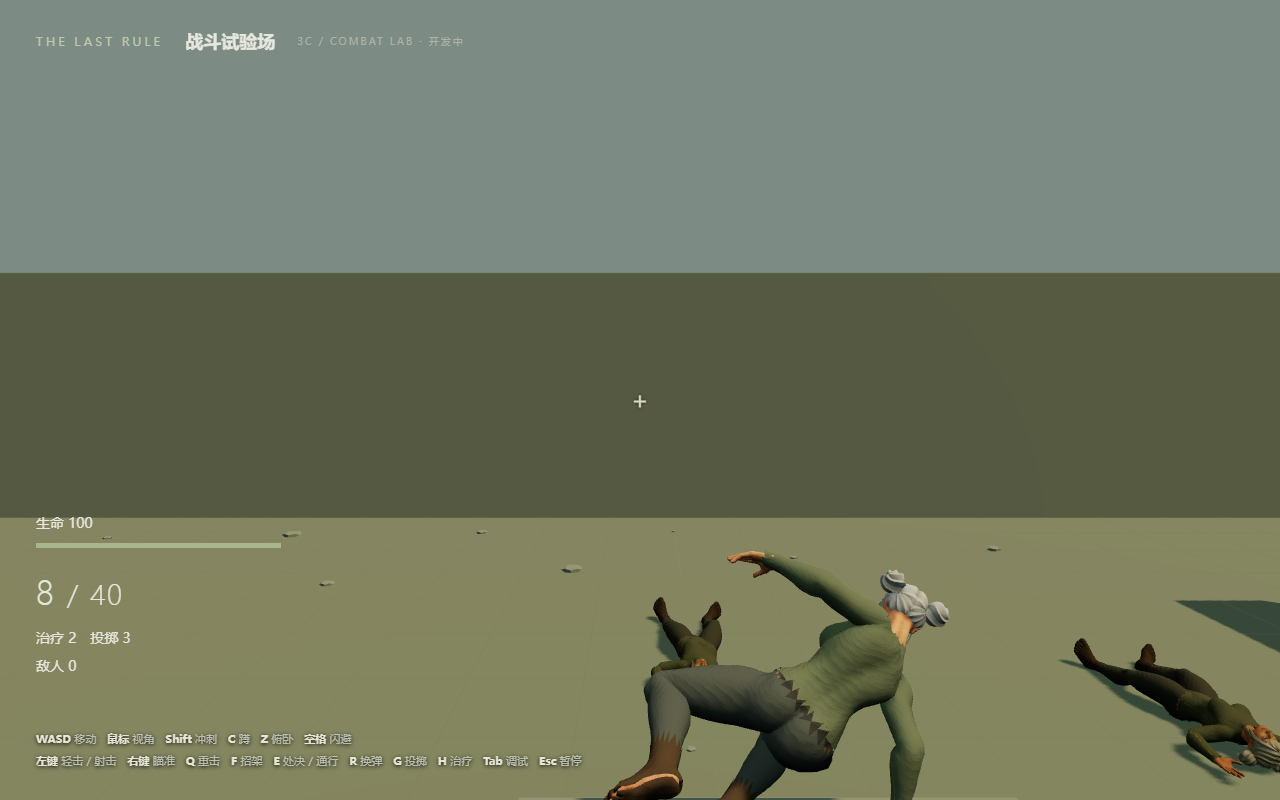 THE LAST RULE 战斗试验场 3C / COMBAT LAB · 开发中
生命 100
8 / 40
治疗 2 投掷 3
敌人 0
WASD 移动 鼠标 视角 Shift 冲刺 C 蹲 Z 俯卧 空格 闪避
左键 轻击 / 射击 右键 瞄准 Q 重击 F 招架 E 处决 / 通行 R 换弹 G 投掷 H 治疗 Tab 调试 Esc 暂停